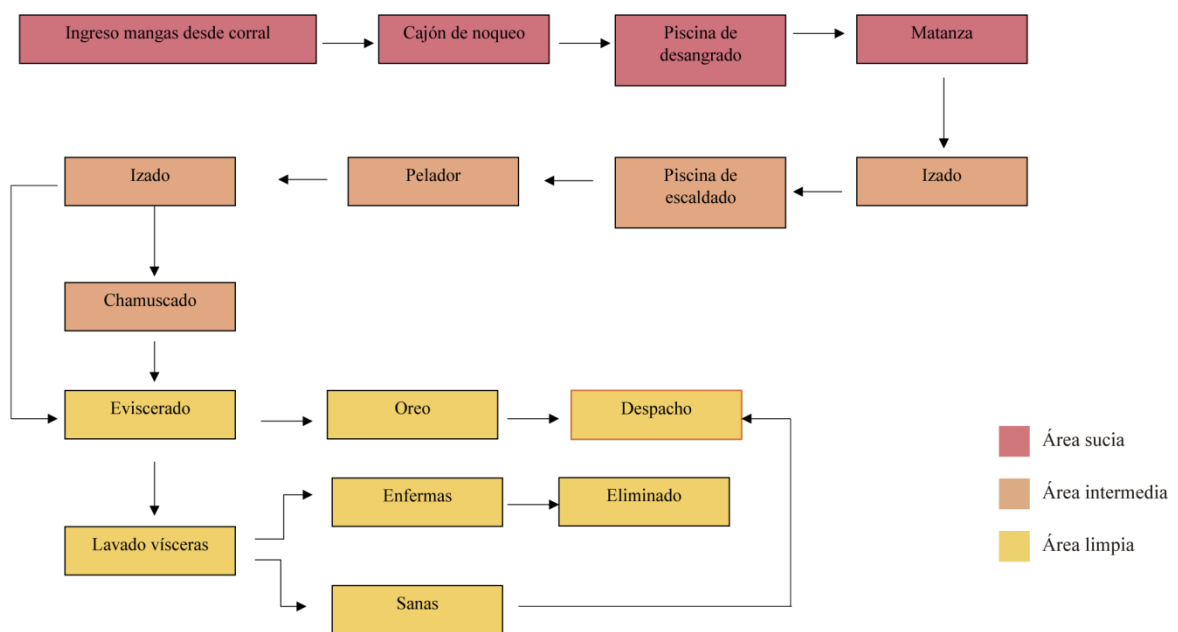 Ingreso mangas desde corral
Cajón de noqueo
Piscina de
desangrado
Matanza
Izado
Pelador
Piscina de
escaldado
Izado
Chamuscado
Eviscerado
Oreo
Despacho
Enfermas
Eliminado
Lavado vísceras
Sanas
Área sucia
Área intermedia
Área limpia